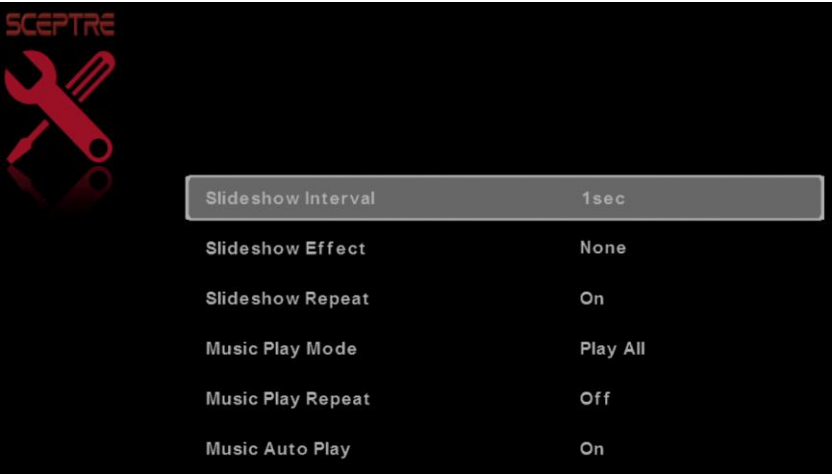 SCEPTRE
Slideshow Interval 1sec
Slideshow Effect None
Slideshow Repeat On
Music Play Mode Play All
Music Play Repeat Off
Music Auto Play On